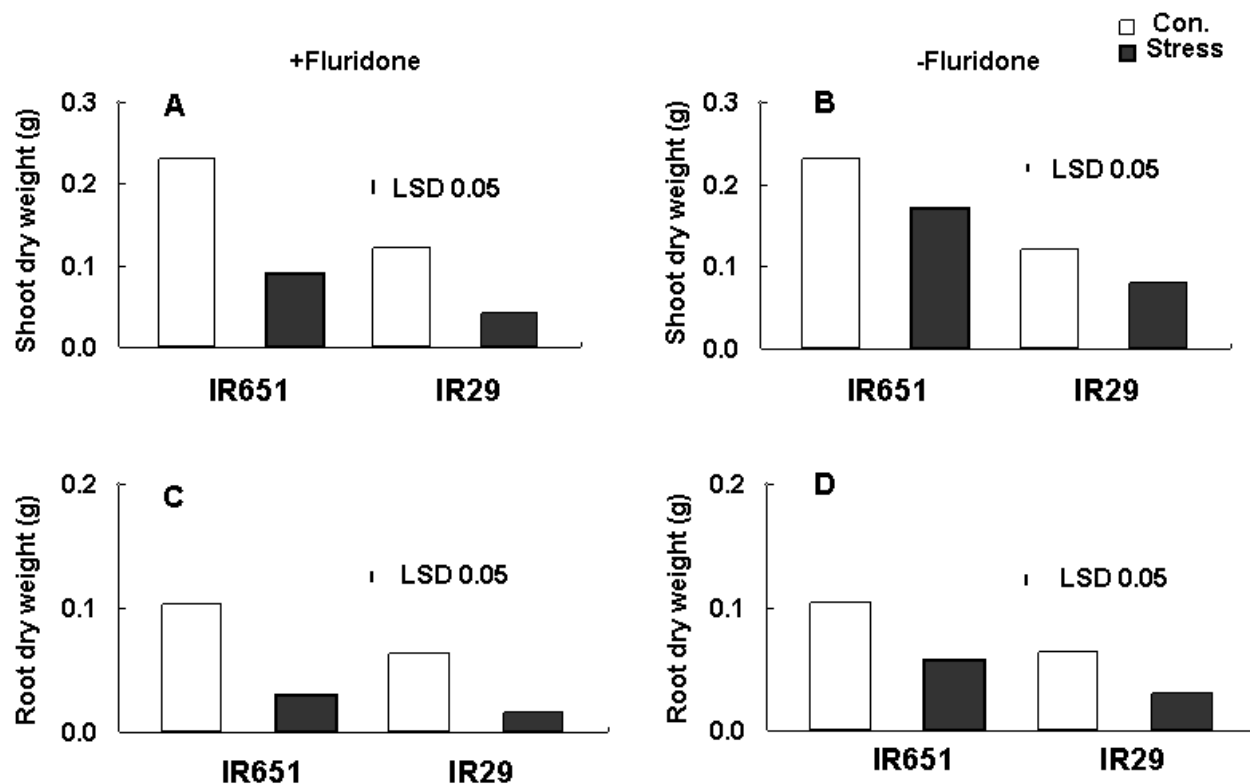 Con.
Stress
+Fluridone
-Fluridone
A
Shoot dry weight (g)
0.3
0.2
0.1
0.0
LSD 0.05
IR651
IR29
B
Shoot dry weight (g)
0.3
0.2
0.1
0.0
LSD 0.05
IR651
IR29
C
Root dry weight (g)
0.2
0.1
0.0
LSD 0.05
IR651
IR29
D
Root dry weight (g)
0.2
0.1
0.0
LSD 0.05
IR651
IR29